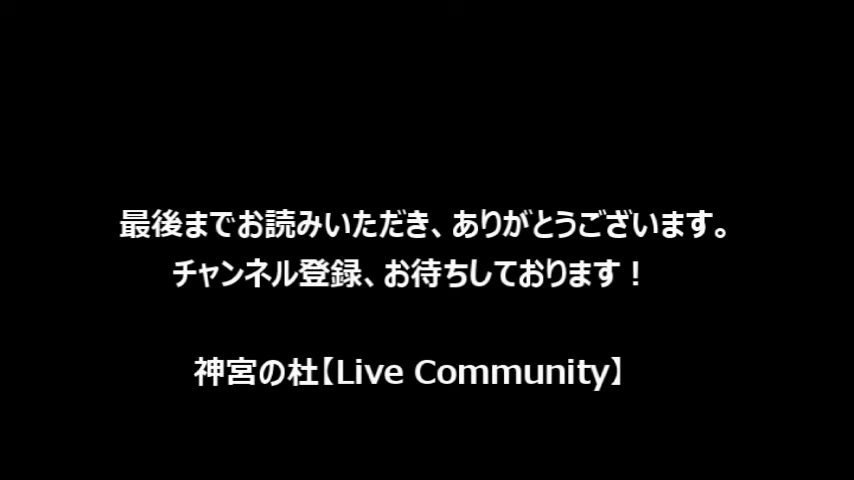 最後までお読みいただき、ありがとうございます。
チャンネル登録、お待ちしております！
神宮の杜【Live Community】